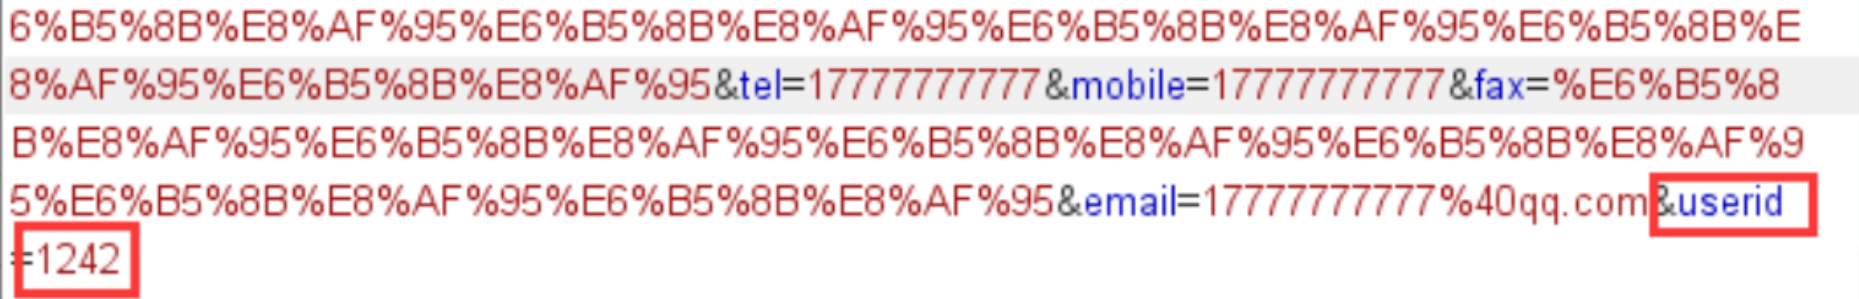 6%B5%8B%E8%AF%95%E6%B5%8B%E8%AF%95%E6%B5%8B%E8%AF%95%E6%B5%8B%E
8%AF%95%E6%B5%8B%E8%AF%95&tel=17777777777&mobile=17777777777&fax=%E6%B5%8
B%E8%AF%95%E6%B5%8B%E8%AF%95%E6%B5%8B%E8%AF%95%E6%B5%8B%E8%AF%9
5%E6%B5%8B%E8%AF%95%E6%B5%8B%E8%AF%95&email=17777777777%40qq.com&userid
=1242